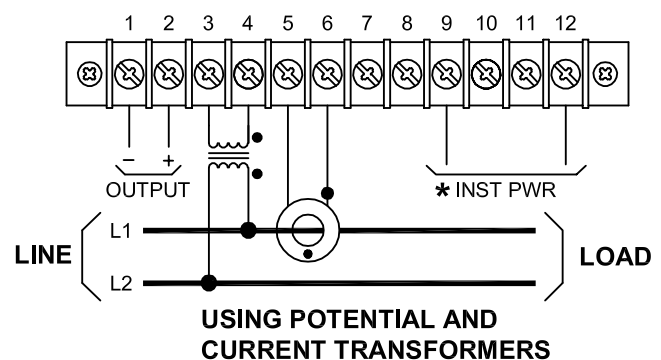 1 2 3 4 5 6 7 8 9 10 11 12
− +
OUTPUT
* INST PWR
L1
LINE
LOAD
L2
USING POTENTIAL AND
CURRENT TRANSFORMERS